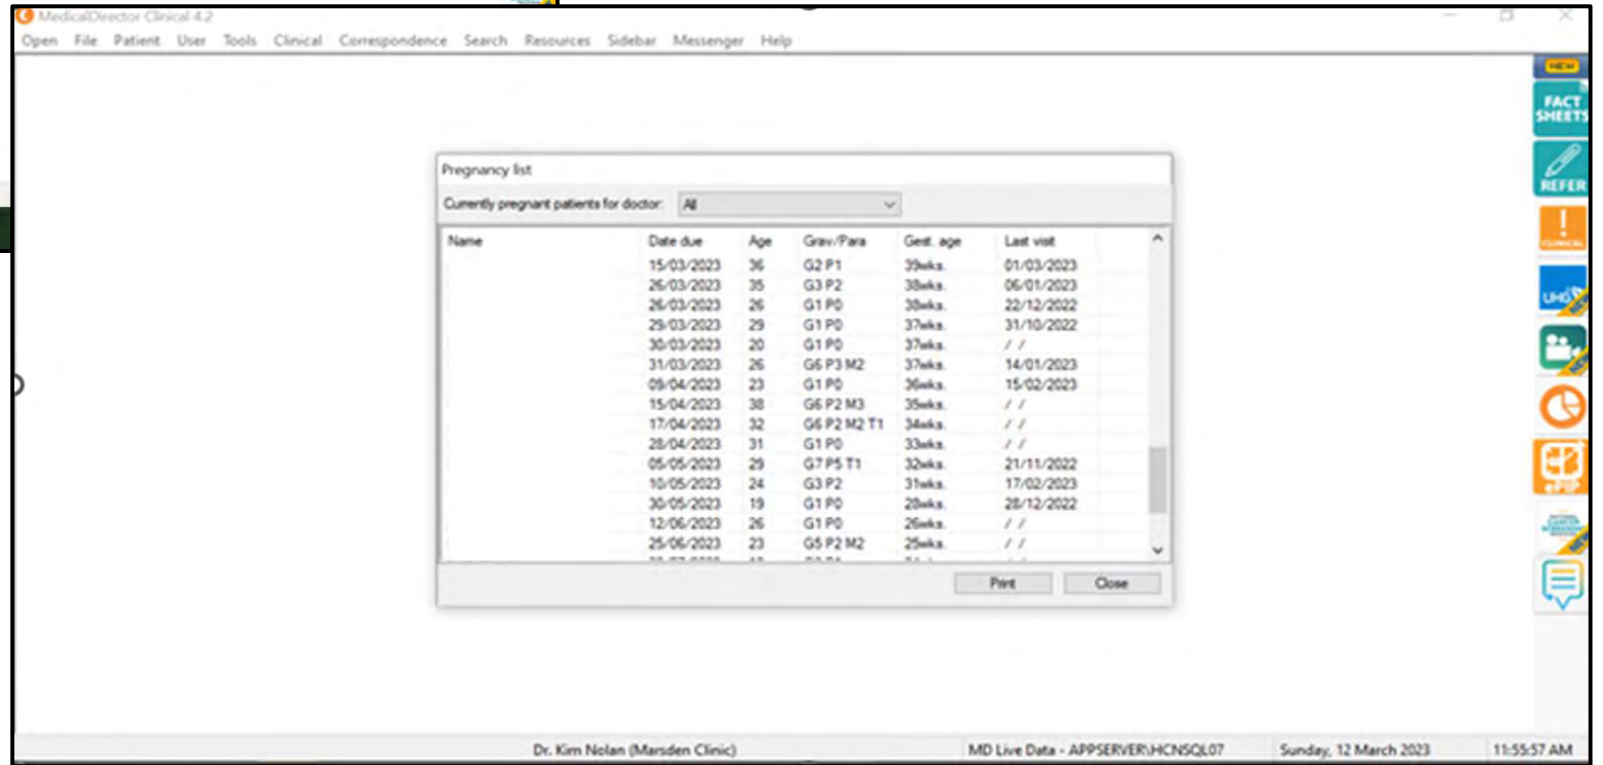 MedicalDirector Clinical 4.2
Open File Patient User Tools Clinical Correspondence Search Resources Sidebar Messenger Help
NEW
FACT SHEETS
REFER
CLINICAL
UHG
NEW
NEW
ePIP
NEW
Pregnancy list
Currently pregnant patients for doctor: All
Name Date due Age Grav/Para Gest. age Last visit
15/03/2023 36 G2 P1 39wks. 01/03/2023
26/03/2023 35 G3 P2 38wks. 06/01/2023
26/03/2023 26 G1 P0 38wks. 22/12/2022
29/03/2023 29 G1 P0 37wks. 31/10/2022
30/03/2023 20 G1 P0 37wks. / /
31/03/2023 26 G6 P3 M2 37wks. 14/01/2023
09/04/2023 23 G1 P0 36wks. 15/02/2023
15/04/2023 38 G6 P2 M3 35wks. / /
17/04/2023 32 G6 P2 M2 T1 34wks. / /
28/04/2023 31 G1 P0 33wks. / /
05/05/2023 29 G7 P5 T1 32wks. 21/11/2022
10/05/2023 24 G3 P2 31wks. 17/02/2023
30/05/2023 19 G1 P0 28wks. 28/12/2022
12/06/2023 26 G1 P0 26wks. / /
25/06/2023 23 G5 P2 M2 25wks. / /
Print Close
Dr. Kim Nolan (Marsden Clinic) MD Live Data - APPSERVER\HCNSQL07 Sunday, 12 March 2023 11:55:57 AM